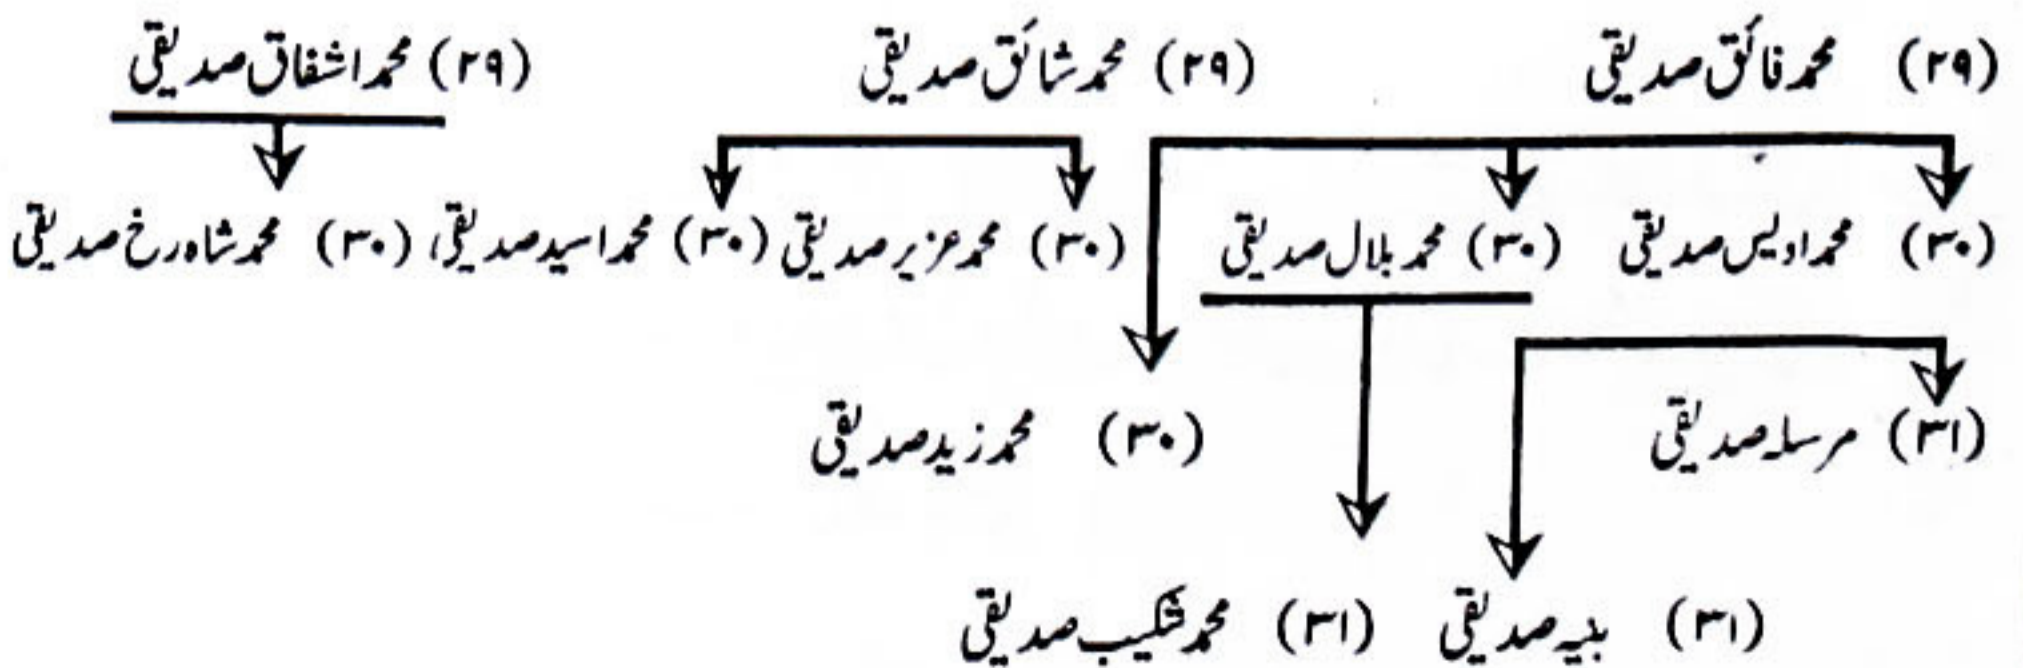 (۲۹) محمد فائق صدیقی (۲۹) محمد شائق صدیقی (۲۹) محمد اشفاق صدیقی
(۳۰) محمد اویس صدیقی (۳۰) محمد بلال صدیقی (۳۰) محمد عزیر صدیقی (۳۰) محمد اسید صدیقی (۳۰) محمد شاہ رخ صدیقی
(۳۱) صدیقی (۳۰) محمد زید صدیقی
(۳۱) صدیقی (۳۱) محمد شکیب صدیقی